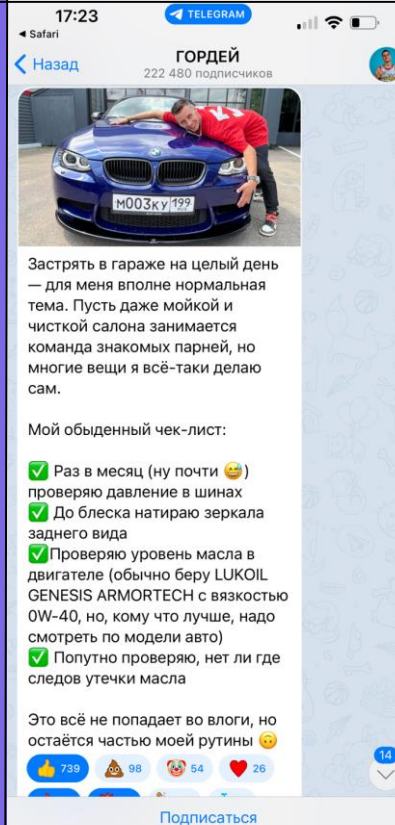 17:23
TELEGRAM
◀ Safari
Назад
ГОРДЕЙ
222 480 подписчиков
М003КУ 199
Застрять в гараже на целый день
— для меня вполне нормальная
тема. Пусть даже мойкой и
чисткой салона занимается
команда знакомых парней, но
многие вещи я всё-таки делаю
сам.
Мой обыденный чек-лист:
✅ Раз в месяц (ну почти 😅)
проверяю давление в шинах
✅ До блеска натираю зеркала
заднего вида
✅Проверяю уровень масла в
двигателе (обычно беру LUKOIL
GENESIS ARMORTECH с вязкостью
0W-40, но, кому что лучше, надо
смотреть по модели авто)
✅ Попутно проверяю, нет ли где
следов утечки масла
Это всё не попадает во влоги, но
остаётся частью моей рутины 🙃
👍 739 💩 98 🤡 54 ❤️ 26
14
Подписаться